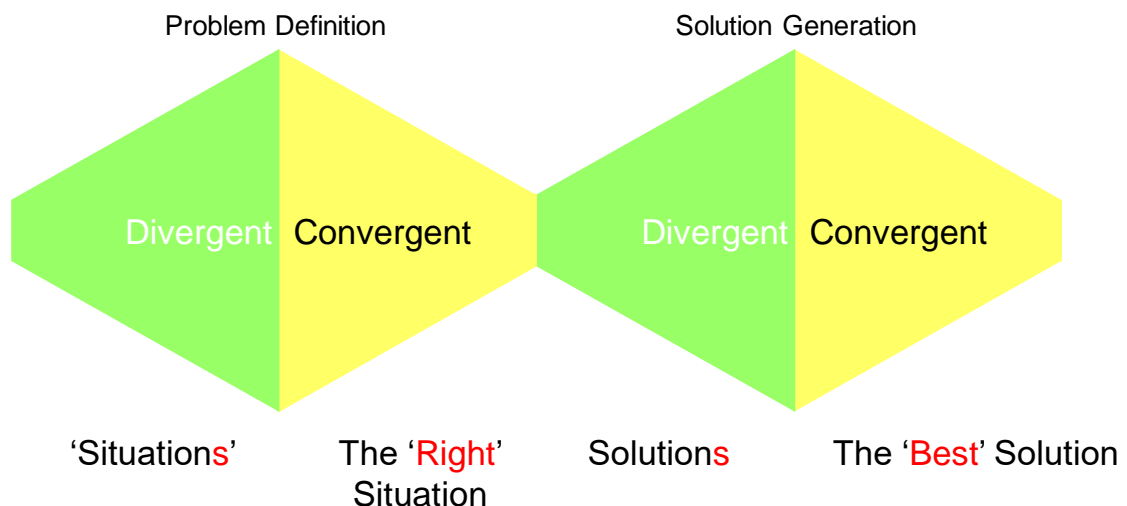 Problem Definition
Solution Generation
Divergent Convergent
Divergent Convergent
‘Situations’
The ‘Right’
Situation
Solutions
The ‘Best’ Solution